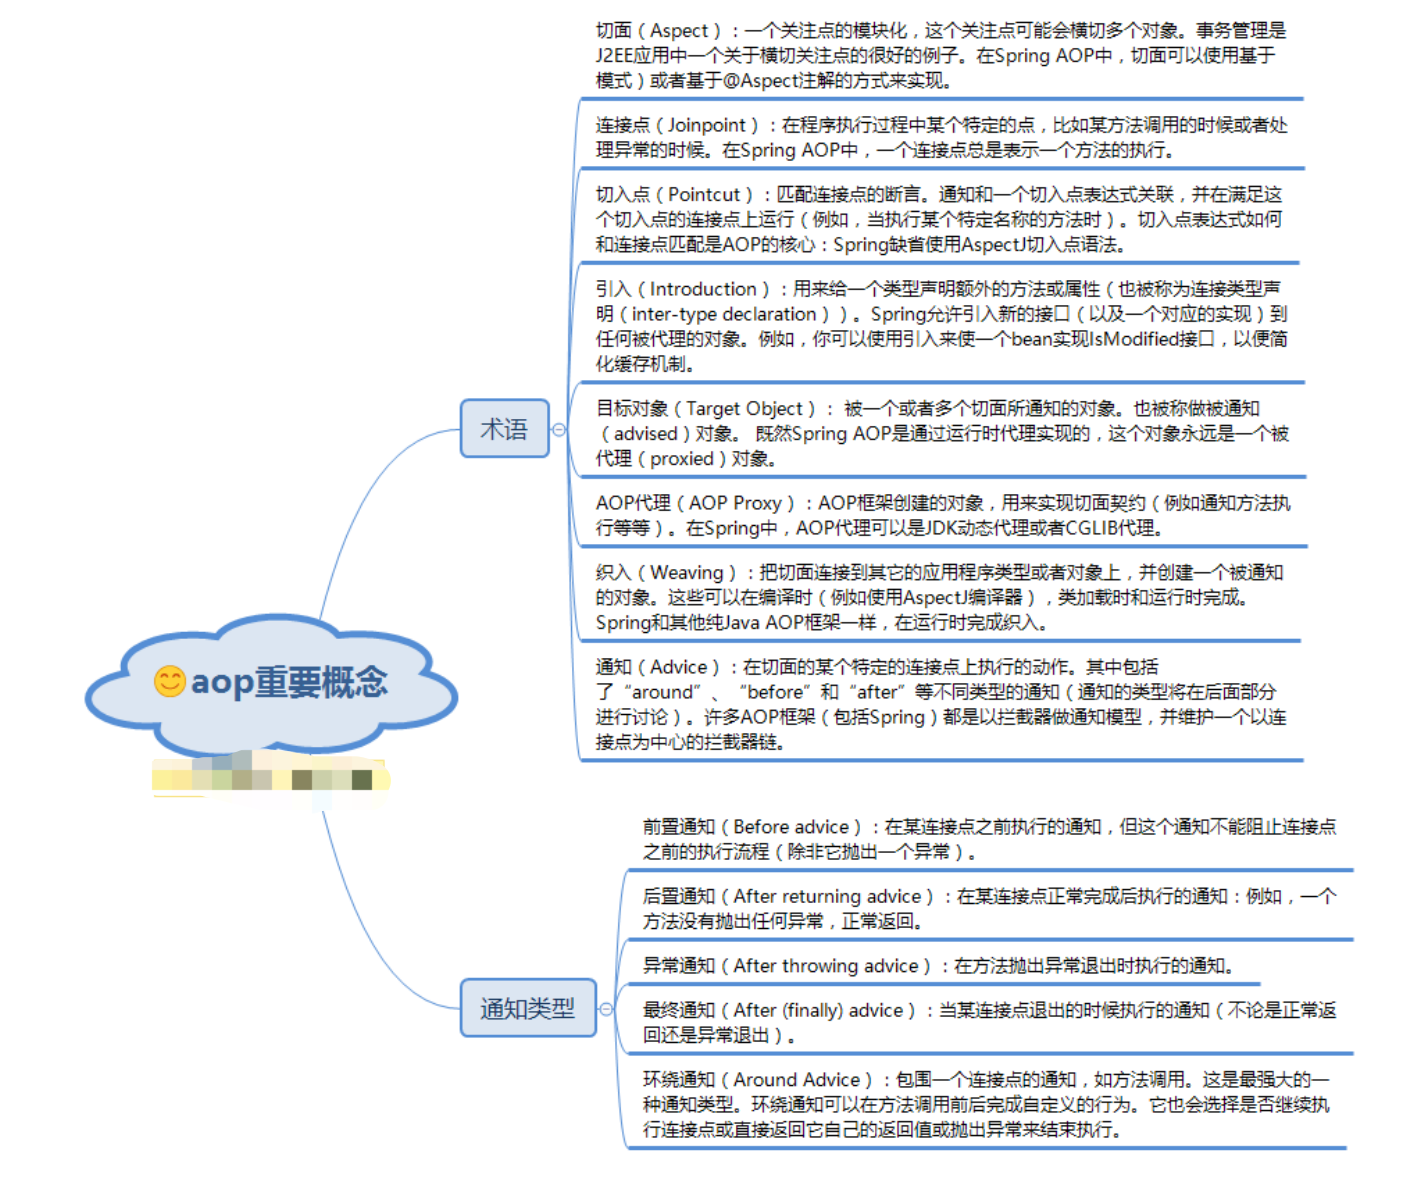 切面（Aspect）：一个关注点的模块化，这个关注点可能会横切多个对象。事务管理是
J2EE应用中一个关于横切关注点的很好的例子。在Spring AOP中，切面可以使用基于
模式）或者基于@Aspect注解的方式来实现。
连接点（Joinpoint）：在程序执行过程中某个特定的点，比如某方法调用的时候或者处
理异常的时候。在Spring AOP中，一个连接点总是表示一个方法的执行。
切入点（Pointcut）：匹配连接点的断言。通知和一个切入点表达式关联，并在满足这
个切入点的连接点上运行（例如，当执行某个特定名称的方法时）。切入点表达式如何
和连接点匹配是AOP的核心：Spring缺省使用AspectJ切入点语法。
引入（Introduction）：用来给一个类型声明额外的方法或属性（也被称为连接类型声
明（inter-type declaration））。Spring允许引入新的接口（以及一个对应的实现）到
任何被代理的对象。例如，你可以使用引入来使一个bean实现IsModified接口，以便简
化缓存机制。
术语
目标对象（Target Object）： 被一个或者多个切面所通知的对象。也被称做被通知
（advised）对象。 既然Spring AOP是通过运行时代理实现的，这个对象永远是一个被
代理（proxied）对象。
AOP代理（AOP Proxy）：AOP框架创建的对象，用来实现切面契约（例如通知方法执
行等等）。在Spring中，AOP代理可以是JDK动态代理或者CGLIB代理。
织入（Weaving）：把切面连接到其它的应用程序类型或者对象上，并创建一个被通知
的对象。这些可以在编译时（例如使用AspectJ编译器），类加载时和运行时完成。
Spring和其他纯Java AOP框架一样，在运行时完成织入。
通知（Advice）：在切面的某个特定的连接点上执行的动作。其中包括
了“around”、“before”和“after”等不同类型的通知（通知的类型将在后面部分
进行讨论）。许多AOP框架（包括Spring）都是以拦截器做通知模型，并维护一个以连
接点为中心的拦截器链。
aop重要概念
前置通知（Before advice）：在某连接点之前执行的通知，但这个通知不能阻止连接点
之前的执行流程（除非它抛出一个异常）。
后置通知（After returning advice）：在某连接点正常完成后执行的通知：例如，一个
方法没有抛出任何异常，正常返回。
异常通知（After throwing advice）：在方法抛出异常退出时执行的通知。
通知类型
最终通知（After (finally) advice）：当某连接点退出的时候执行的通知（不论是正常返
回还是异常退出）。
环绕通知（Around Advice）：包围一个连接点的通知，如方法调用。这是最强大的一
种通知类型。环绕通知可以在方法调用前后完成自定义的行为。它也会选择是否继续执
行连接点或直接返回它自己的返回值或抛出异常来结束执行。